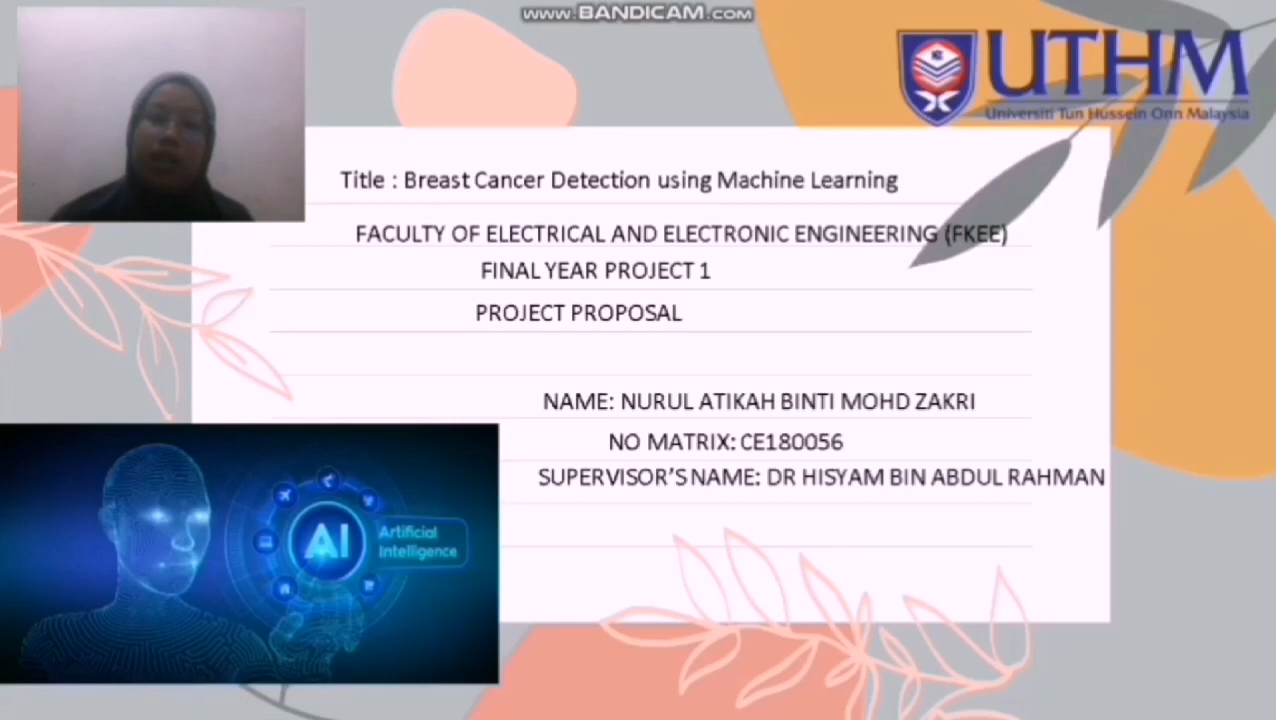 www.BANDICAM.com
UTHM
Universiti Tun Hussein Onn Malaysia
Title : Breast Cancer Detection using Machine Learning
FACULTY OF ELECTRICAL AND ELECTRONIC ENGINEERING (FKEE)
FINAL YEAR PROJECT 1
PROJECT PROPOSAL
NAME: NURUL ATIKAH BINTI MOHD ZAKRI
NO MATRIX: CE180056
SUPERVISOR'S NAME: DR HISYAM BIN ABDUL RAHMAN
AI
Artificial
Intelligence